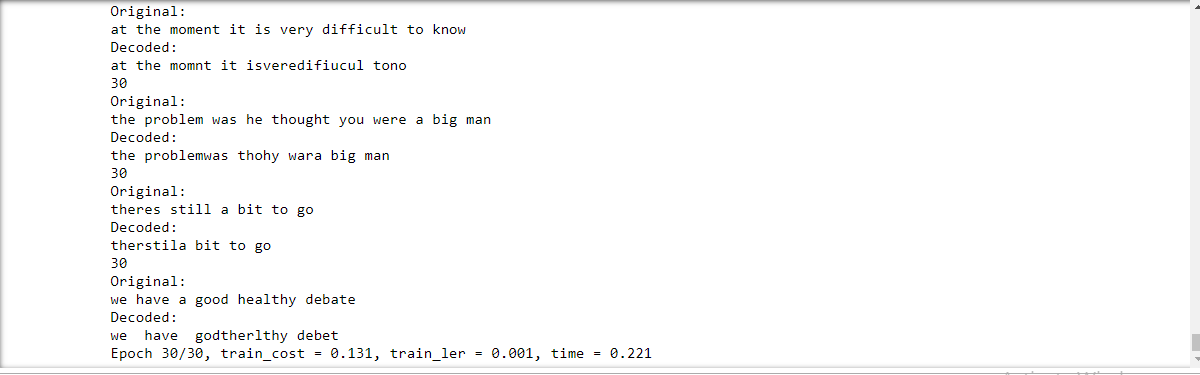 Original:
at the moment it is very difficult to know
Decoded:
at the momnt it isveredifiucul tono
30
Original:
the problem was he thought you were a big man
Decoded:
the problemwas thohy wara big man
30
Original:
theres still a bit to go
Decoded:
therstila bit to go
30
Original:
we have a good healthy debate
Decoded:
we  have  godtherlthy debet
Epoch 30/30, train_cost = 0.131, train_ler = 0.001, time = 0.221